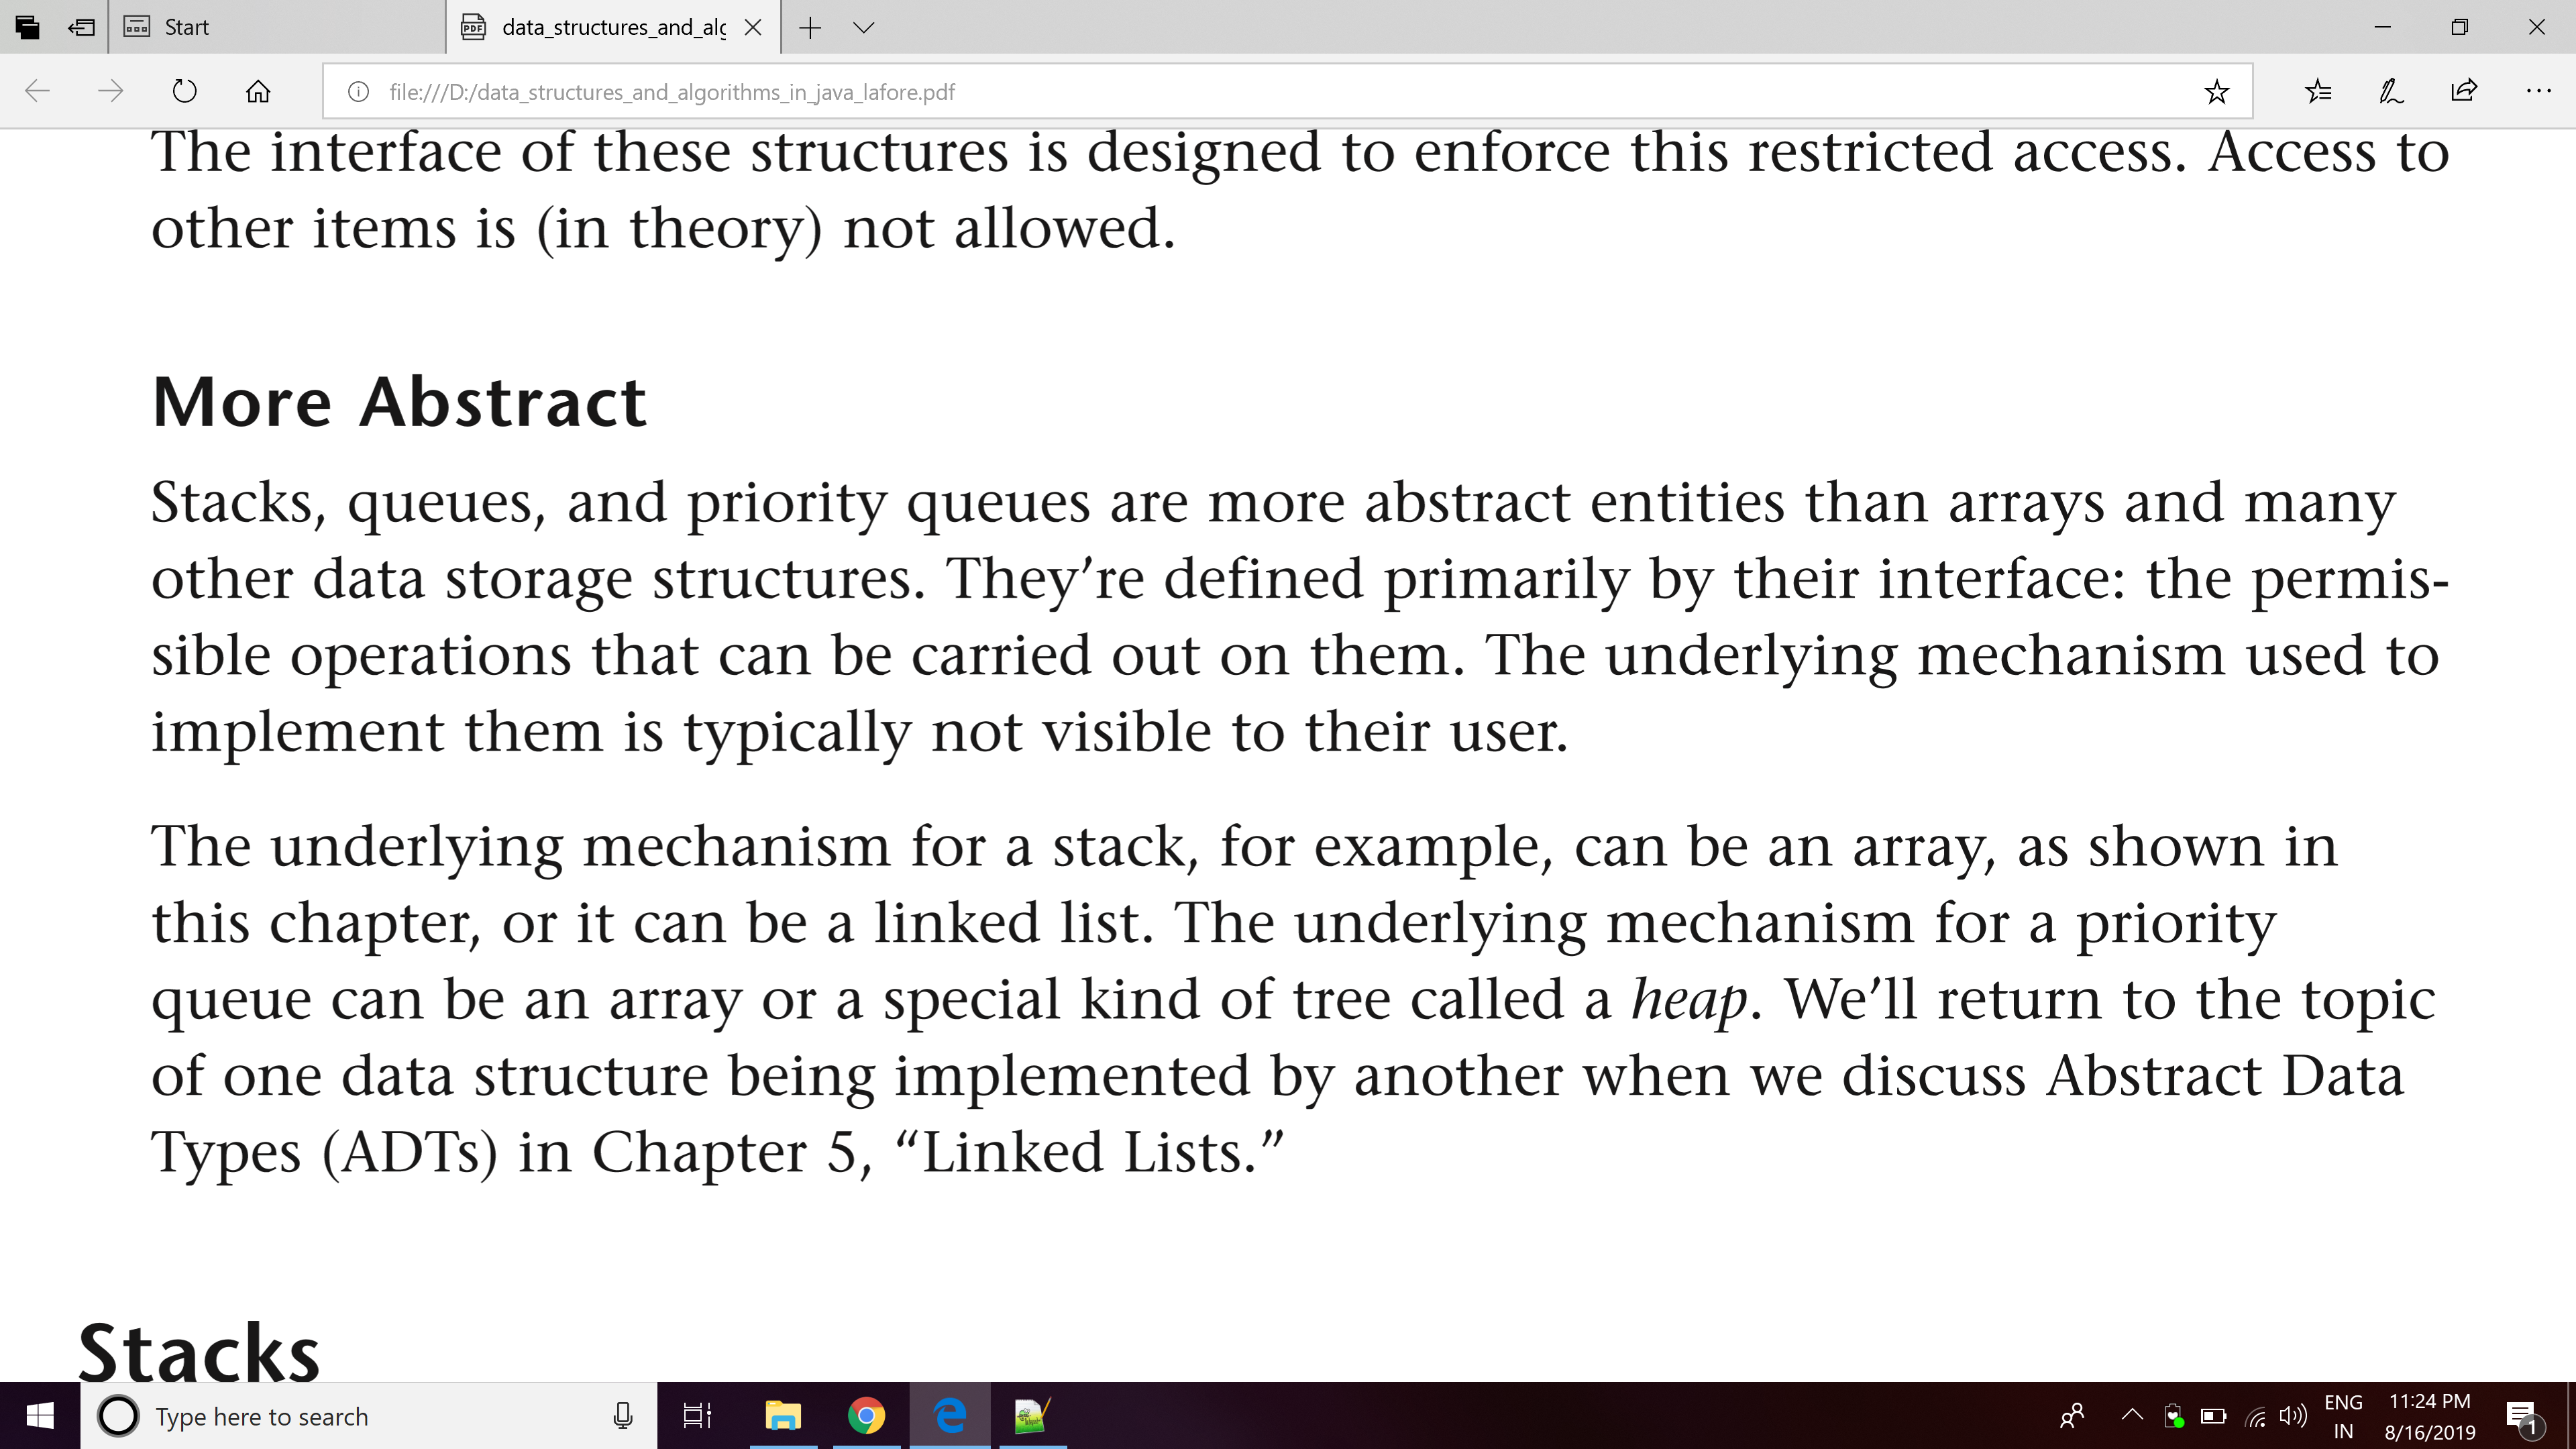 Start
data_structures_and_alg
file:///D:/data_structures_and_algorithms_in_java_lafore.pdf
The interface of these structures is designed to enforce this restricted access. Access to
other items is (in theory) not allowed.
More Abstract
Stacks, queues, and priority queues are more abstract entities than arrays and many
other data storage structures. They’re defined primarily by their interface: the permis-
sible operations that can be carried out on them. The underlying mechanism used to
implement them is typically not visible to their user.
The underlying mechanism for a stack, for example, can be an array, as shown in
this chapter, or it can be a linked list. The underlying mechanism for a priority
queue can be an array or a special kind of tree called a heap. We’ll return to the topic
of one data structure being implemented by another when we discuss Abstract Data
Types (ADTs) in Chapter 5, “Linked Lists.”
Stacks
Type here to search
ENG
IN
11:24 PM
8/16/2019
1